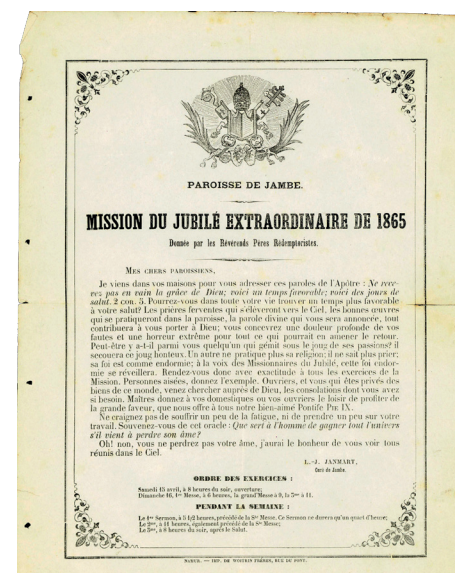 PAROISSE DE JAMBE.
MISSION DU JUBILÉ EXTRAORDINAIRE DE 1865
Donnée par les Révérends Pères Rédemptoristes.
MES CHERS PAROISSIENS,
Je viens dans vos maisons pour vous adresser ces paroles de l'Apôtre : Ne rece-
vez pas en vain la grâce de Dieu; voici un temps favorable; voici des jours de
salut. 2 cou. 5. Pourrez-vous dans toute votre vie trouver un temps plus favorable
à votre salut? Les prières ferventes qui s'élèveront vers le Ciel, les bonnes œuvres
qui se pratiqueront dans la paroisse, la parole divine qui vous sera annoncée, tout
contribuera à vous porter à Dieu; vous concevrez une douleur profonde de vos
fautes et une horreur extrême pour tout ce qui pourrait en amener le retour.
Peut-être y a-t-il parmi vous quelqu'un qui gémit sous le joug de ses passions? il
secouera ce joug honteux. Un autre ne pratique plus sa religion; il ne sait plus prier;
sa foi est comme endormie; à la voix des Missionnaires du Jubilé, cette foi endor-
mie se réveillera. Rendez-vous donc avec exactitude à tous les exercices de la
Mission. Personnes aisées, donnez l'exemple. Ouvriers, et vous qui êtes privés des
biens de ce monde, venez chercher auprès de Dieu, les consolations dont vous avez
si besoin. Maîtres donnez à vos domestiques ou vos ouvriers le loisir de profiter de
la grande faveur, que nous offre à tous notre bien-aimé Pontife PIE IX.
Ne craignez pas de souffrir un peu de la fatigue, ni de prendre un peu sur votre
travail. Souvenez-vous de cet oracle : Que sert à l'homme de gagner tout l'univers
s'il vient à perdre son âme?
Oh! non, vous ne perdrez pas votre âme, j'aurai le bonheur de vous voir tous
réunis dans le Ciel.
L.-J. JANMART,
Curé de Jambe.
ORDRE DES EXERCICES :
Samedi 15 avril, à 8 heures du soir, ouverture;
Dimanche 16, 1re Messe, à 6 heures, la grand'Messe à 9, la 3me à 11.
PENDANT LA SEMAINE :
Le 1er Sermon, à 5 1/2 heures, précédé de la Ste Messe. Ce Sermon ne durera qu'un quart d'heure;
Le 2me, à 11 heures, également précédé de la Ste Messe;
Le 3me, à 8 heures du soir, après le Salut.
NAMUR. — IMP. DE WOITRIN FRÈRES, RUE DU PONT.